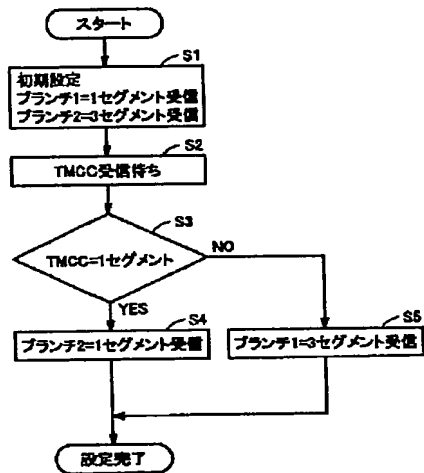 スタート
S1
初期設定
ブランチ1=1セグメント受信
ブランチ2=3セグメント受信
S2
TMCC受信待ち
S3
TMCC=1セグメント
NO
YES
S4
ブランチ2=1セグメント受信
S5
ブランチ1=3セグメント受信
設定完了